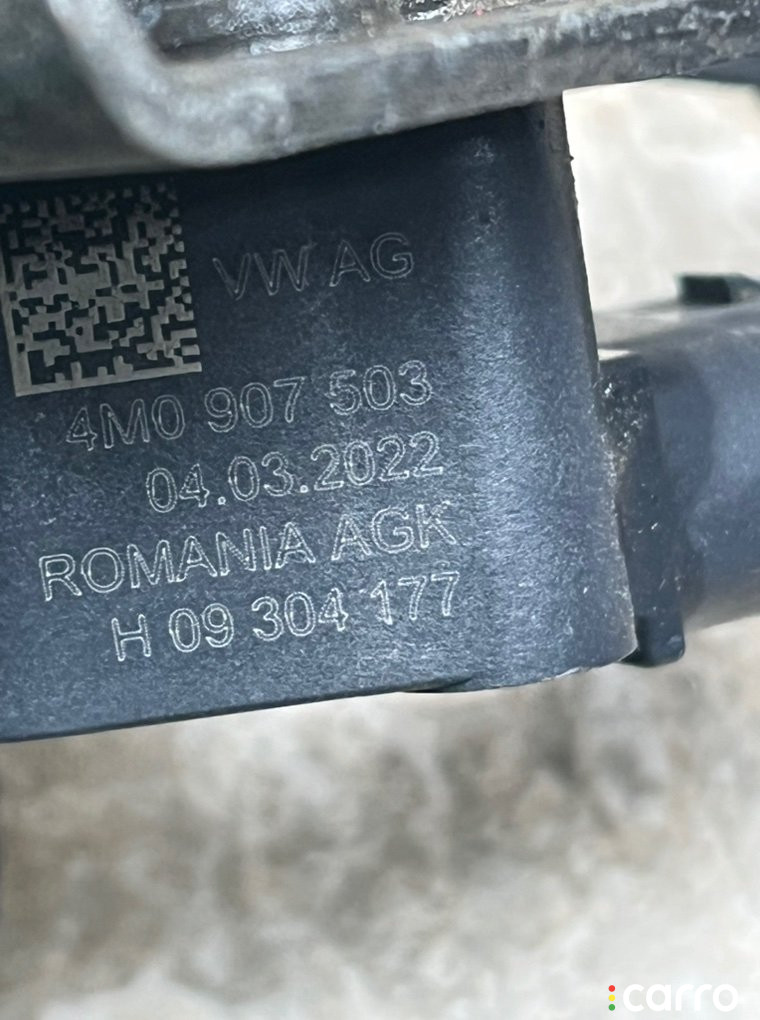 VW AG
4M0 907 503
04.03.2022
ROMANIA AGK
H 09 304 177
carro